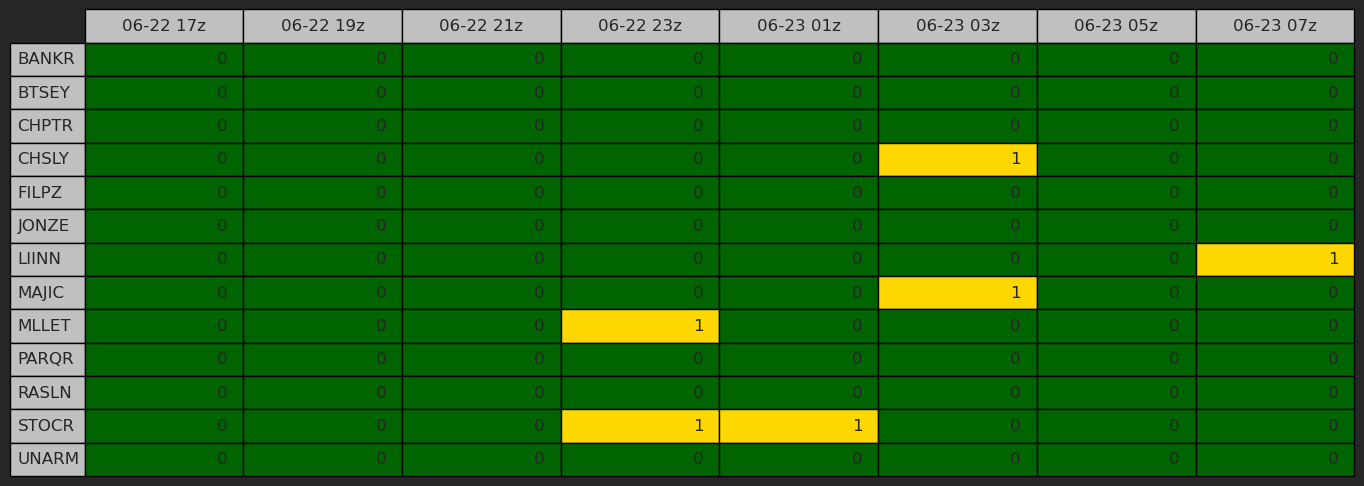 06-22 17z 06-22 19z 06-22 21z 06-22 23z 06-23 01z 06-23 03z 06-23 05z 06-23 07z
BANKR 0 0 0 0 0 0 0 0
BTSEY 0 0 0 0 0 0 0 0
CHPTR 0 0 0 0 0 0 0 0
CHSLY 0 0 0 0 0 1 0 0
FILPZ 0 0 0 0 0 0 0 0
JONZE 0 0 0 0 0 0 0 0
LIINN 0 0 0 0 0 0 0 1
MAJIC 0 0 0 0 0 1 0 0
MLLET 0 0 0 1 0 0 0 0
PARQR 0 0 0 0 0 0 0 0
RASLN 0 0 0 0 0 0 0 0
STOCR 0 0 0 1 1 0 0 0
UNARM 0 0 0 0 0 0 0 0